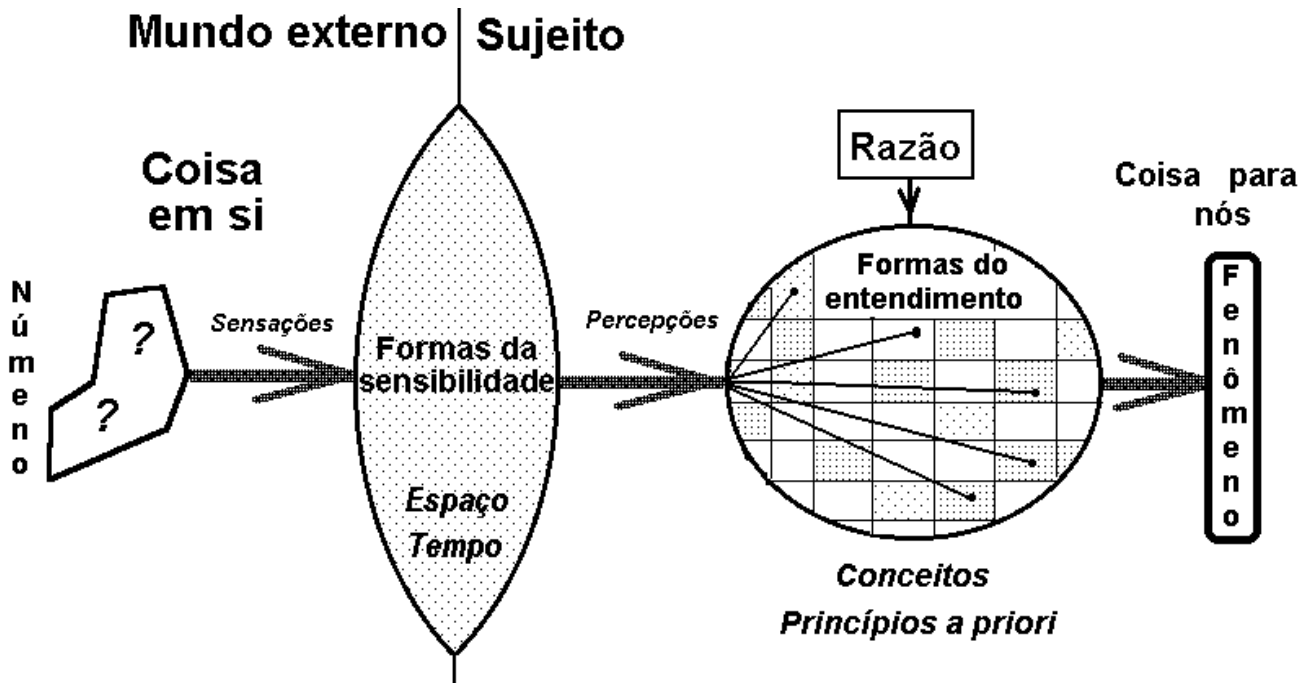 Mundo externo Sujeito
Razão
Coisa
em si
Coisa para
nós
Número
? 
?
Sensações
Formas da
sensibilidade
Espaço
Tempo
Percepções
Formas do
entendimento
Conceitos
Princípios a priori
Fenômeno